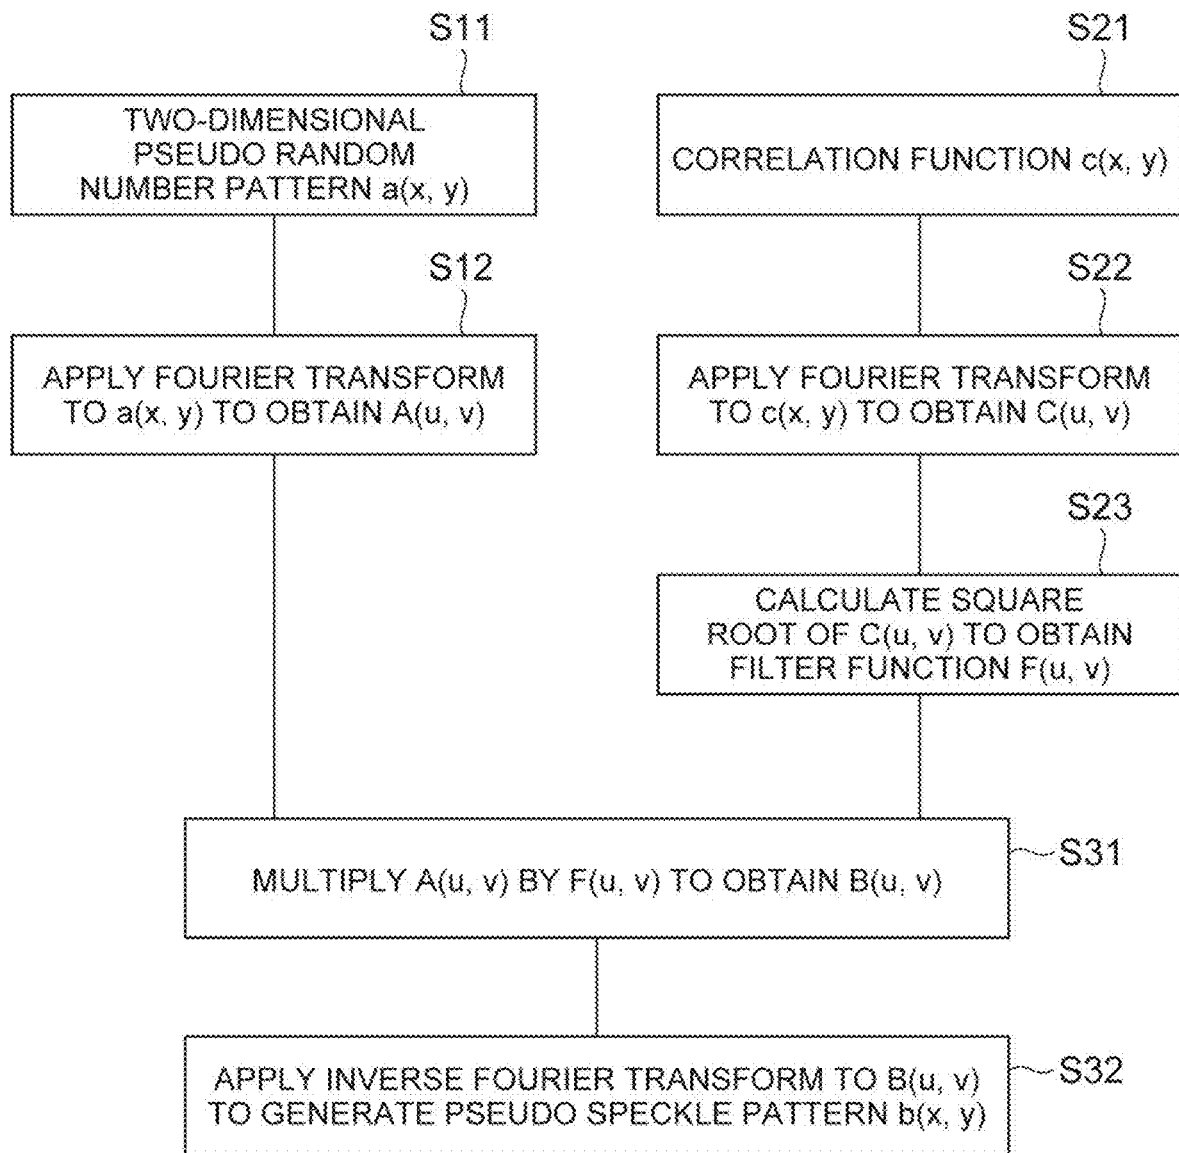 S11
TWO-DIMENSIONAL
PSEUDO RANDOM
NUMBER PATTERN a(x, y)
S12
APPLY FOURIER TRANSFORM
TO a(x, y) TO OBTAIN A(u, v)
S21
CORRELATION FUNCTION c(x, y)
S22
APPLY FOURIER TRANSFORM
TO c(x, y) TO OBTAIN C(u, v)
S23
CALCULATE SQUARE
ROOT OF C(u, v) TO OBTAIN
FILTER FUNCTION F(u, v)
MULTIPLY A(u, v) BY F(u, v) TO OBTAIN B(u, v)
S31
APPLY INVERSE FOURIER TRANSFORM TO B(u, v)
TO GENERATE PSEUDO SPECKLE PATTERN b(x, y)
S32